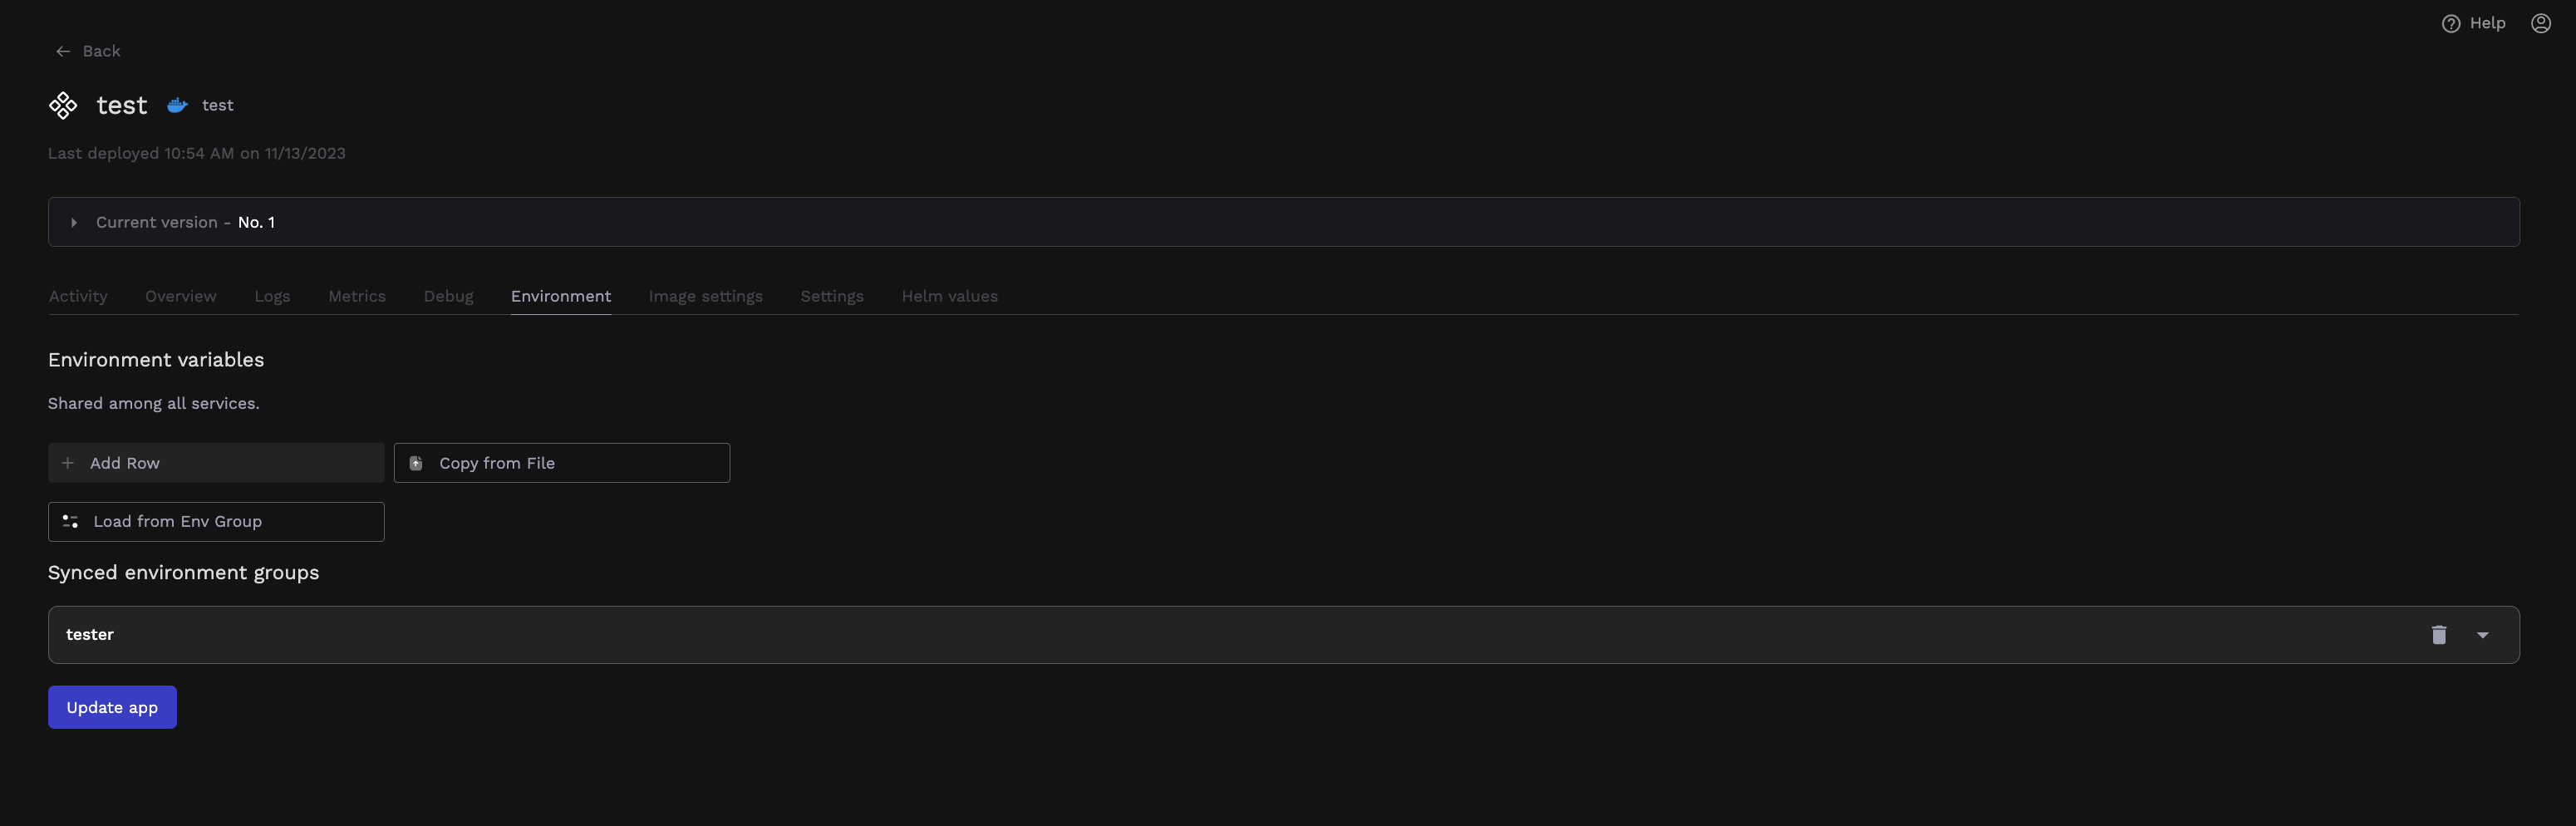 Help
Back
test test
Last deployed 10:54 AM on 11/13/2023
Current version - No. 1
Activity Overview Logs Metrics Debug Environment Image settings Settings Helm values
Environment variables
Shared among all services.
Add Row Copy from File
Load from Env Group
Synced environment groups
tester
Update app